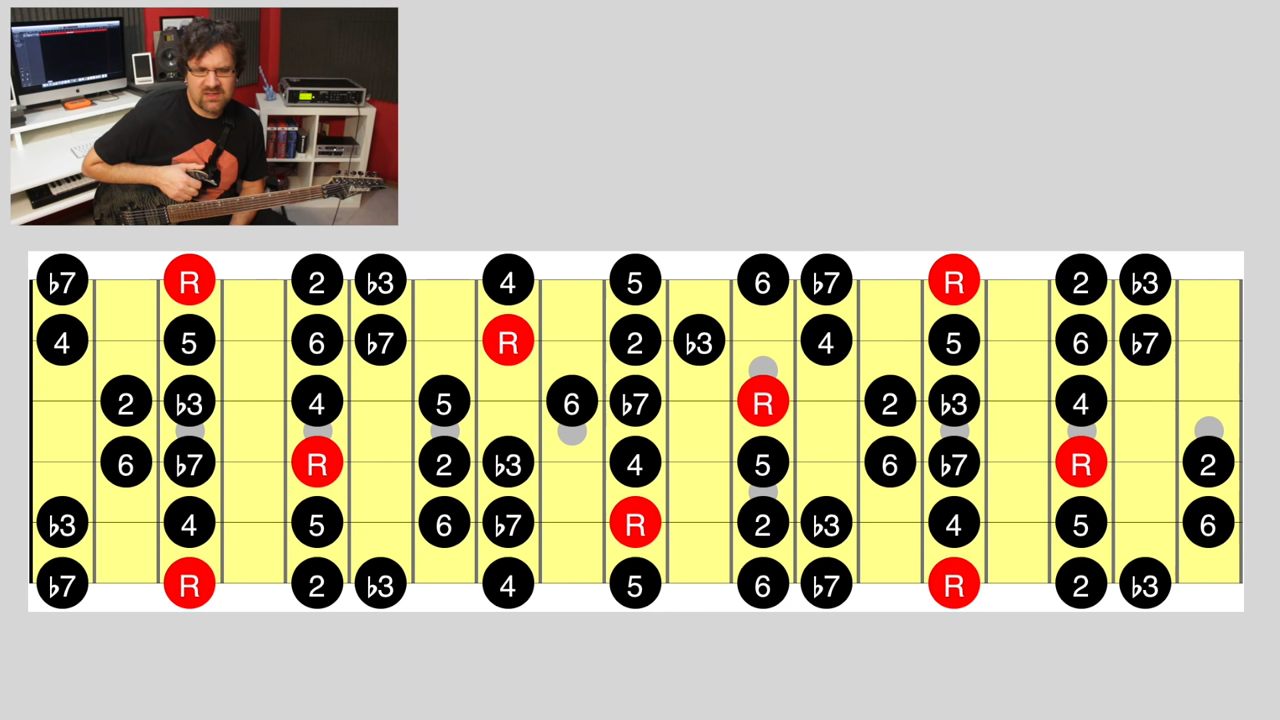 ♭7 R 2 ♭3 4 5 6 ♭7 R 2 ♭3
4 5 6 ♭7 R 2 ♭3 4 5 6 ♭7
2 ♭3 4 5 6 ♭7 R 2 ♭3 4
6 ♭7 R 2 ♭3 4 5 6 ♭7 R 2
♭3 4 5 6 ♭7 R 2 ♭3 4 5 6
♭7 R 2 ♭3 4 5 6 ♭7 R 2 ♭3